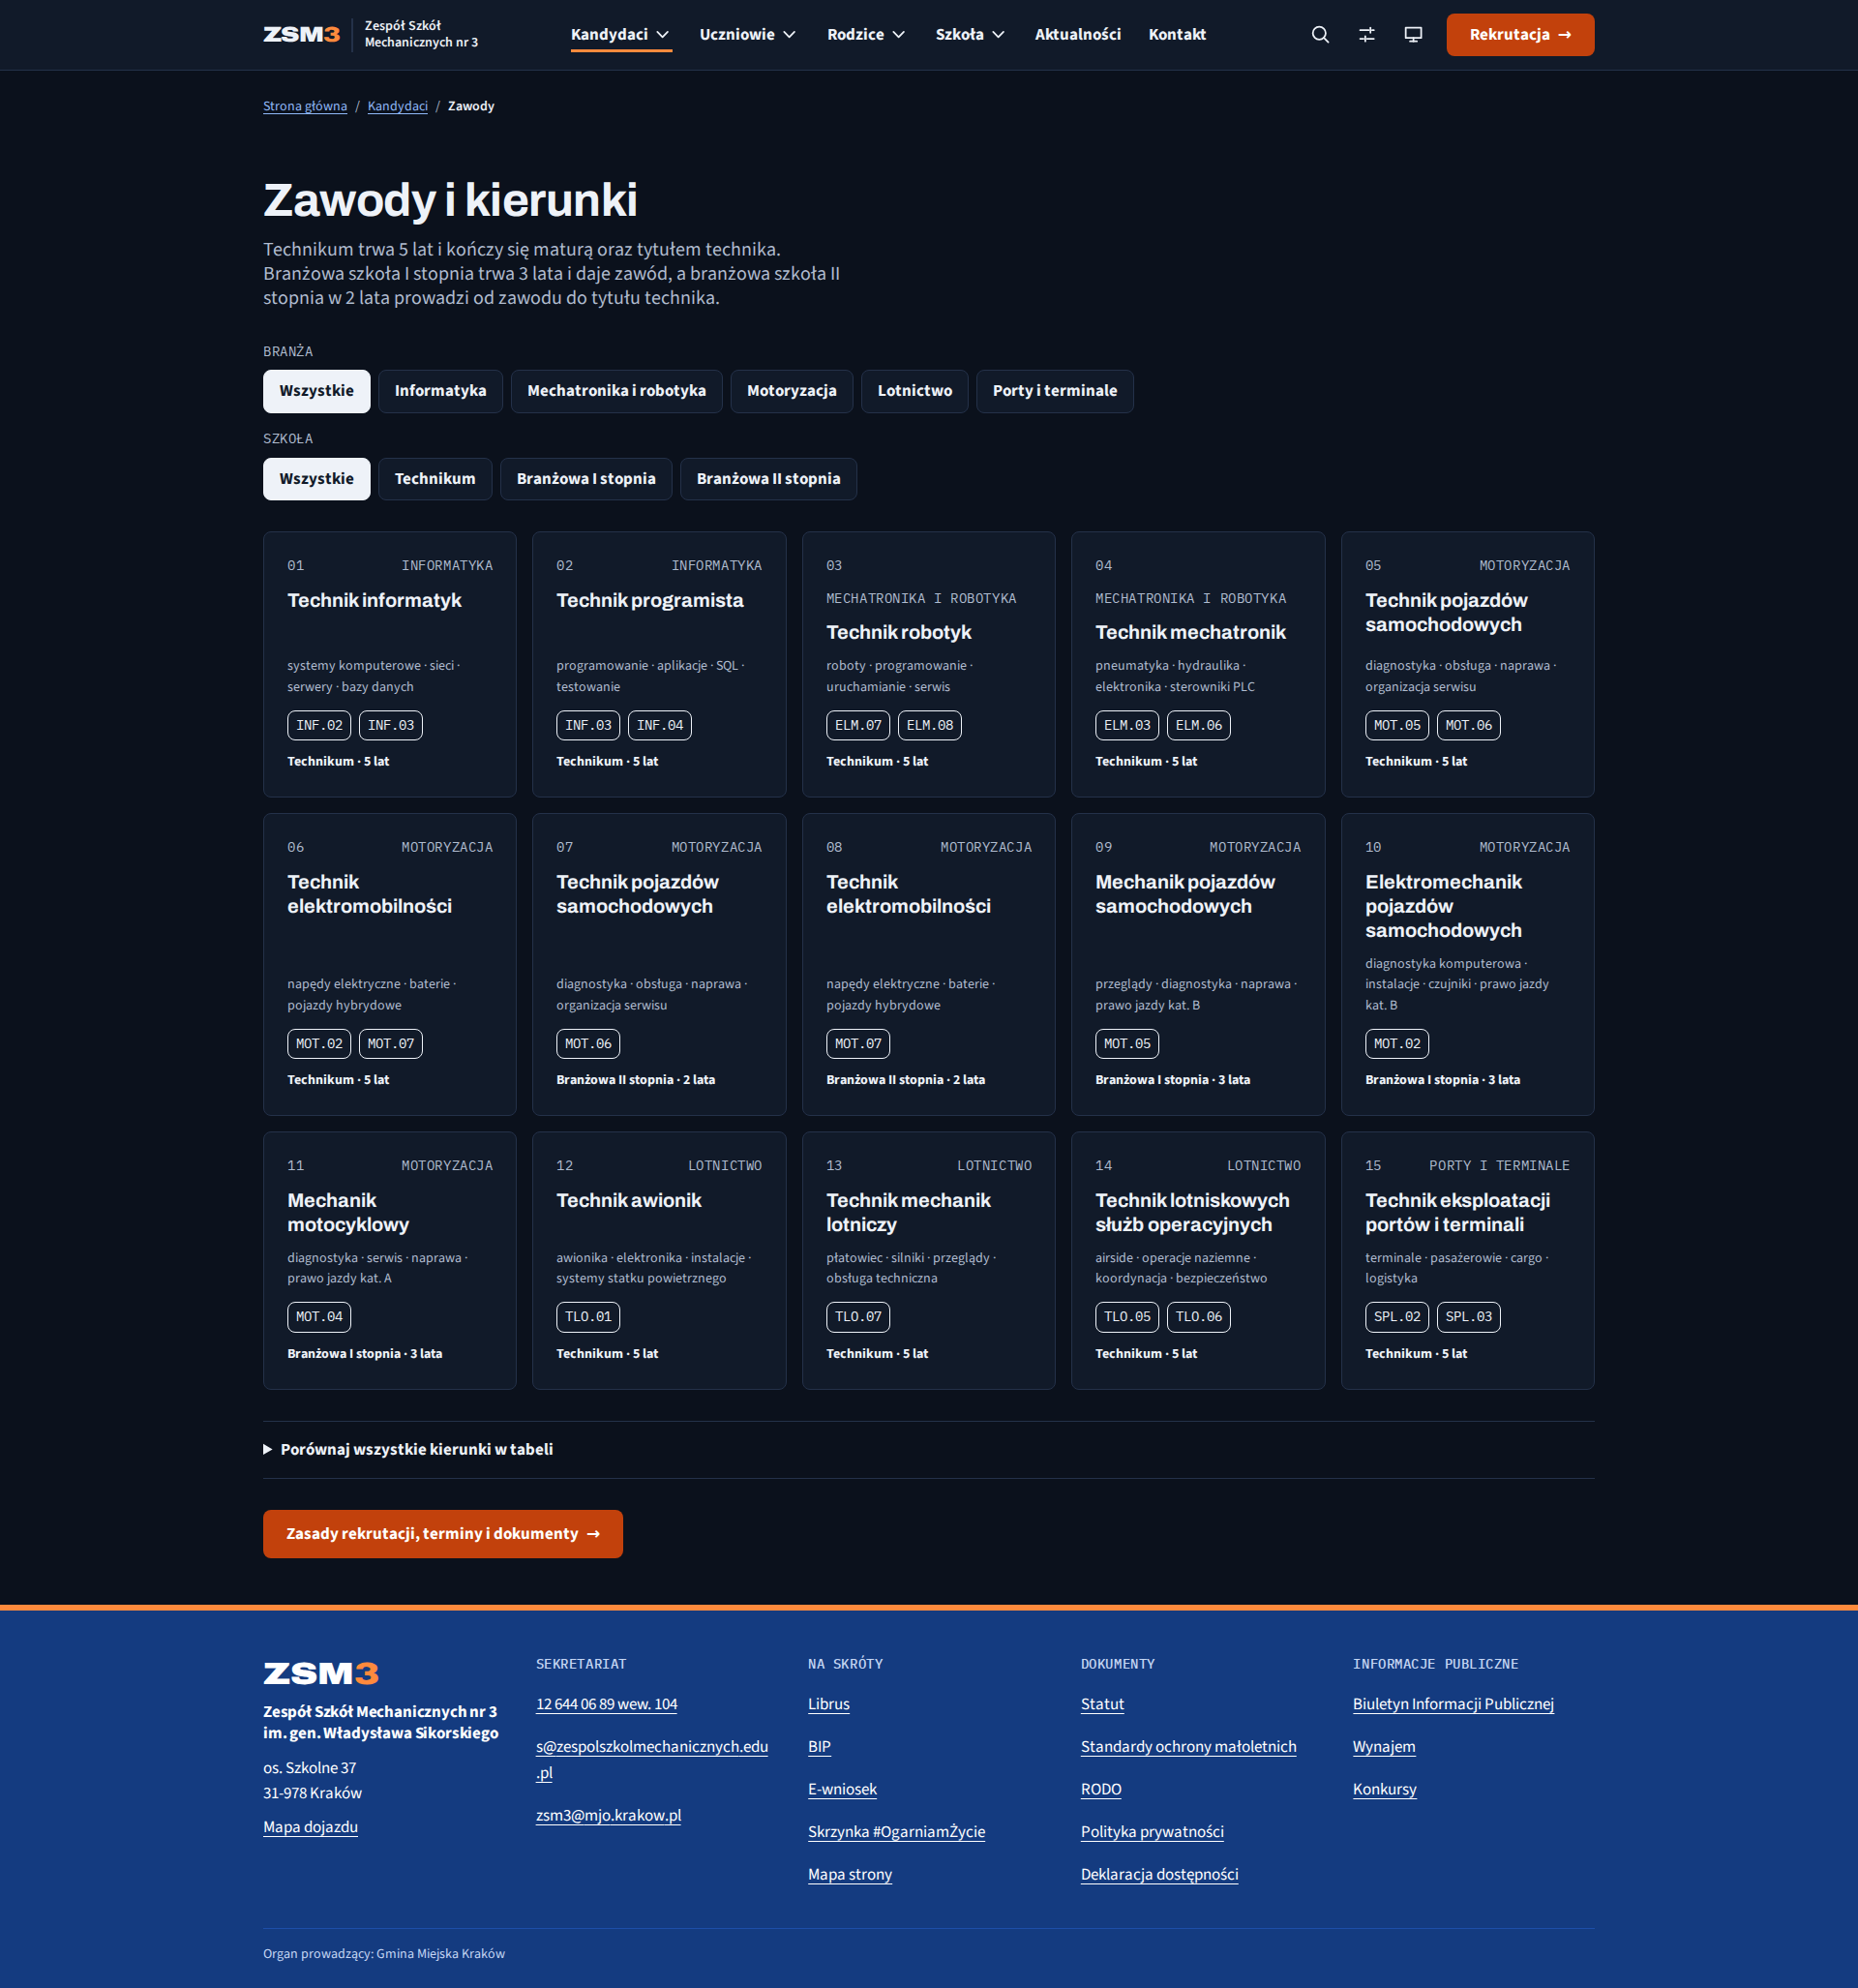 ZSM3
Zespół Szkół
Mechanicznych nr 3
Kandydaci
Uczniowie
Rodzice
Szkoła
Aktualności
Kontakt
Rekrutacja →
Strona główna / Kandydaci / Zawody
Zawody i kierunki
Technikum trwa 5 lat i kończy się maturą oraz tytułem technika.
Branżowa szkoła I stopnia trwa 3 lata i daje zawód, a branżowa szkoła II
stopnia w 2 lata prowadzi od zawodu do tytułu technika.
BRANŻA
Wszystkie
Informatyka
Mechatronika i robotyka
Motoryzacja
Lotnictwo
Porty i terminale
SZKOŁA
Wszystkie
Technikum
Branżowa I stopnia
Branżowa II stopnia
01 INFORMATYKA
Technik informatyk
systemy komputerowe · sieci ·
serwery · bazy danych
INF.02 INF.03
Technikum · 5 lat
02 INFORMATYKA
Technik programista
programowanie · aplikacje · SQL ·
testowanie
INF.03 INF.04
Technikum · 5 lat
03
MECHATRONIKA I ROBOTYKA
Technik robotyk
roboty · programowanie ·
uruchamianie · serwis
ELM.07 ELM.08
Technikum · 5 lat
04
MECHATRONIKA I ROBOTYKA
Technik mechatronik
pneumatyka · hydraulika ·
elektronika · sterowniki PLC
ELM.03 ELM.06
Technikum · 5 lat
05 MOTORYZACJA
Technik pojazdów
samochodowych
diagnostyka · obsługa · naprawa ·
organizacja serwisu
MOT.05 MOT.06
Technikum · 5 lat
06 MOTORYZACJA
Technik
elektromobilności
napędy elektryczne · baterie ·
pojazdy hybrydowe
MOT.02 MOT.07
Technikum · 5 lat
07 MOTORYZACJA
Technik pojazdów
samochodowych
diagnostyka · obsługa · naprawa ·
organizacja serwisu
MOT.06
Branżowa II stopnia · 2 lata
08 MOTORYZACJA
Technik
elektromobilności
napędy elektryczne · baterie ·
pojazdy hybrydowe
MOT.07
Branżowa II stopnia · 2 lata
09 MOTORYZACJA
Mechanik pojazdów
samochodowych
przeglądy · diagnostyka · naprawa ·
prawo jazdy kat. B
MOT.05
Branżowa I stopnia · 3 lata
10 MOTORYZACJA
Elektromechanik
pojazdów
samochodowych
diagnostyka komputerowa ·
instalacje · czujniki · prawo jazdy
kat. B
MOT.02
Branżowa I stopnia · 3 lata
11 MOTORYZACJA
Mechanik
motocyklowy
diagnostyka · serwis · naprawa ·
prawo jazdy kat. A
MOT.04
Branżowa I stopnia · 3 lata
12 LOTNICTWO
Technik awionik
awionika · elektronika · instalacje ·
systemy statku powietrznego
TLO.01
Technikum · 5 lat
13 LOTNICTWO
Technik mechanik
lotniczy
płatowiec · silniki · przeglądy ·
obsługa techniczna
TLO.07
Technikum · 5 lat
14 LOTNICTWO
Technik lotniskowych
służb operacyjnych
airside · operacje naziemne ·
koordynacja · bezpieczeństwo
TLO.05 TLO.06
Technikum · 5 lat
15 PORTY I TERMINALE
Technik eksploatacji
portów i terminali
terminale · pasażerowie · cargo ·
logistyka
SPL.02 SPL.03
Technikum · 5 lat
Porównaj wszystkie kierunki w tabeli
Zasady rekrutacji, terminy i dokumenty →
ZSM3
Zespół Szkół Mechanicznych nr 3
im. gen. Władysława Sikorskiego
os. Szkolne 37
31-978 Kraków
Mapa dojazdu
SEKRETARIAT
12 644 06 89 wew. 104
s@zespolszkolmechanicznych.edu
.pl
zsm3@mjo.krakow.pl
NA SKRÓTY
Librus
BIP
E-wniosek
Skrzynka #OgarniamŻycie
Mapa strony
DOKUMENTY
Statut
Standardy ochrony małoletnich
RODO
Polityka prywatności
Deklaracja dostępności
INFORMACJE PUBLICZNE
Biuletyn Informacji Publicznej
Wynajem
Konkursy
Organ prowadzący: Gmina Miejska Kraków